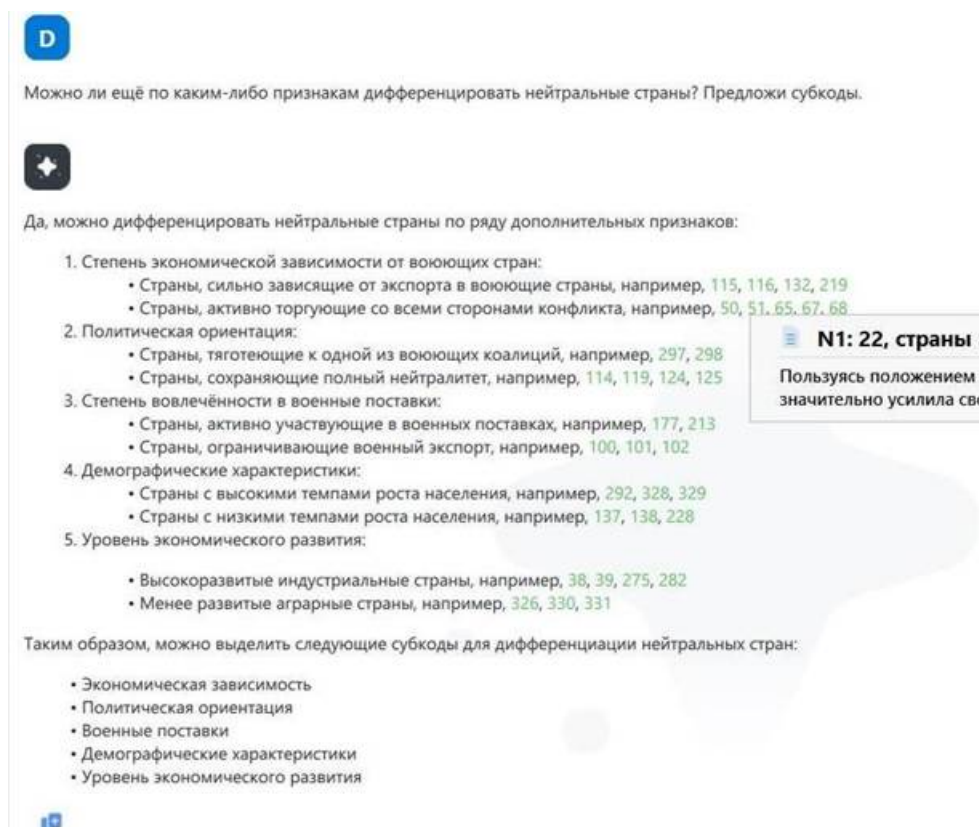 D
Можно ли ещё по каким-либо признакам дифференцировать нейтральные страны? Предложи субкоды.
Да, можно дифференцировать нейтральные страны по ряду дополнительных признаков:
1. Степень экономической зависимости от воюющих стран:
• Страны, сильно зависящие от экспорта в воюющие страны, например, 115, 116, 132, 219
• Страны, активно торгующие со всеми сторонами конфликта, например, 50, 51, 65, 67, 68
2. Политическая ориентация:
N1: 22, страны
• Страны, тяготеющие к одной из воюющих коалиций, например, 297, 298
• Страны, сохраняющие полный нейтралитет, например, 114, 119, 124, 125
Пользуясь положением
3. Степень вовлечённости в военные поставки:
значительно усилила
• Страны, активно участвующие в военных поставках, например, 177, 213
• Страны, ограничивающие военный экспорт, например, 100, 101, 102
4. Демографические характеристики:
• Страны с высокими темпами роста населения, например, 292, 328, 329
• Страны с низкими темпами роста населения, например, 137, 138, 228
5. Уровень экономического развития:
• Высокоразвитые индустриальные страны, например, 38, 39, 275, 282
• Менее развитые аграрные страны, например, 326, 330, 331
Таким образом, можно выделить следующие субкоды для дифференциации нейтральных стран:
• Экономическая зависимость
• Политическая ориентация
• Военные поставки
• Демографические характеристики
• Уровень экономического развития